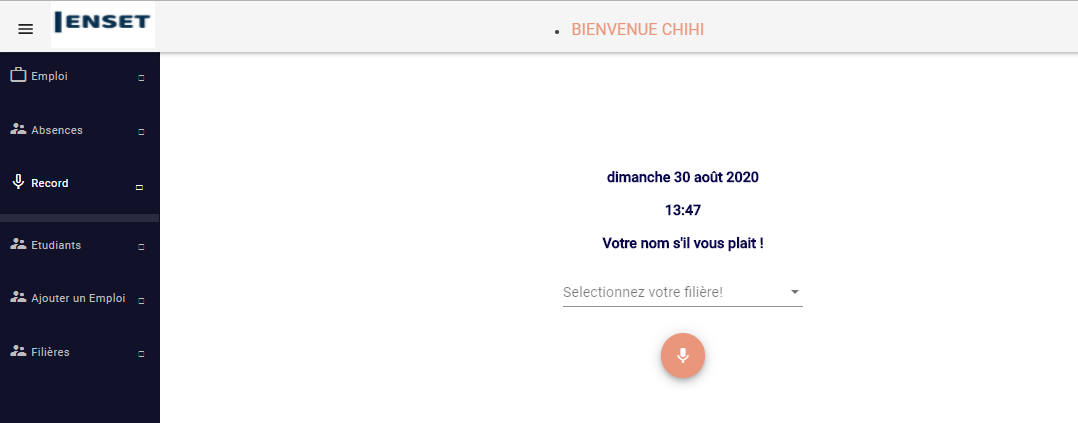 ENSET
BIENVENUE CHIHI
Emploi
Absences
Record
Etudiants
Ajouter un Emploi
Filières
dimanche 30 août 2020
13:47
Votre nom s'il vous plait !
Selectionnez votre filière!